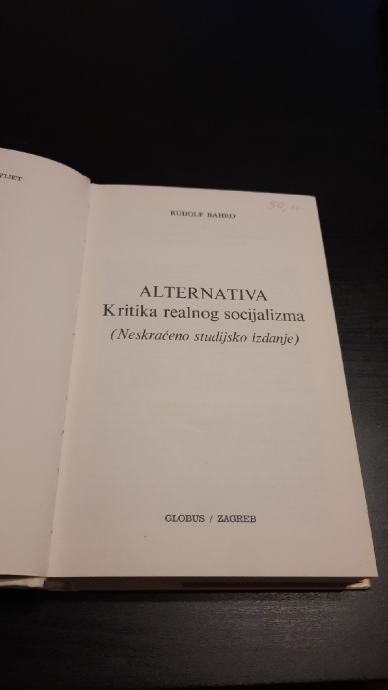 RUDOLF BAHRO
ALTERNATIVA
Kritika realnog socijalizma
(Neskraćeno studijsko izdanje)
GLOBUS / ZAGREB